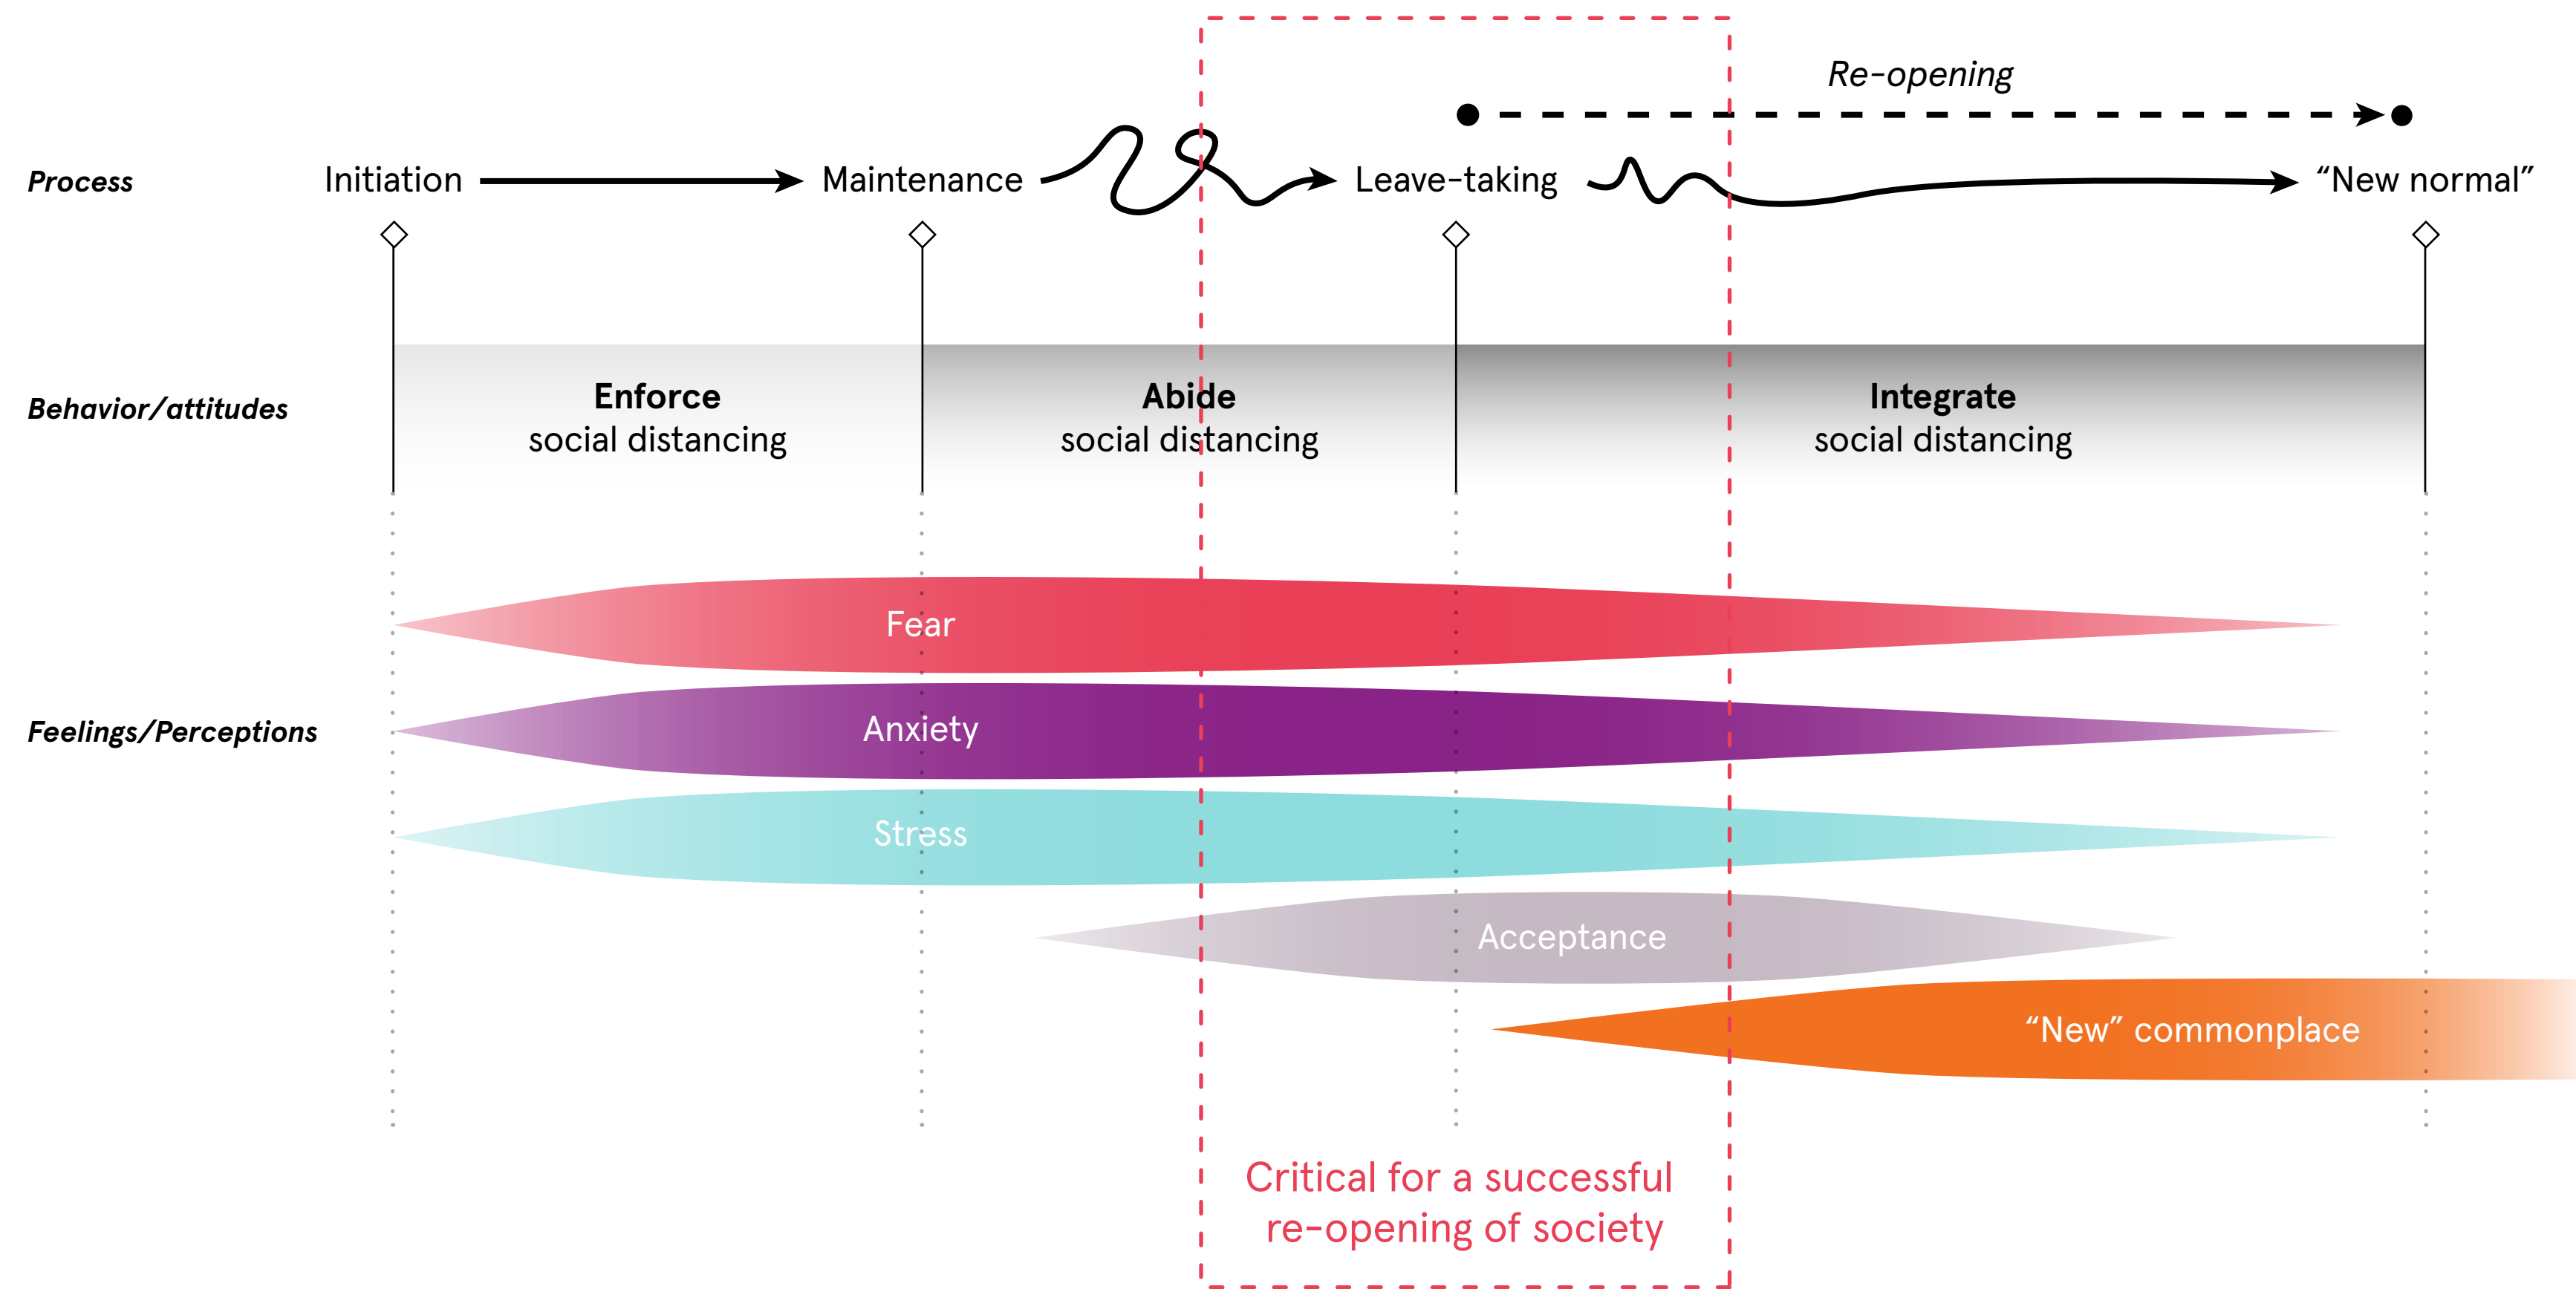 Re-opening
Process
Initiation
Maintenance
Leave-taking
“New normal”
Behavior/attitudes
Enforce
social distancing
Abide
social distancing
Integrate
social distancing
Feelings/Perceptions
Fear
Anxiety
Stress
Acceptance
“New” commonplace
Critical for a successful
re-opening of society